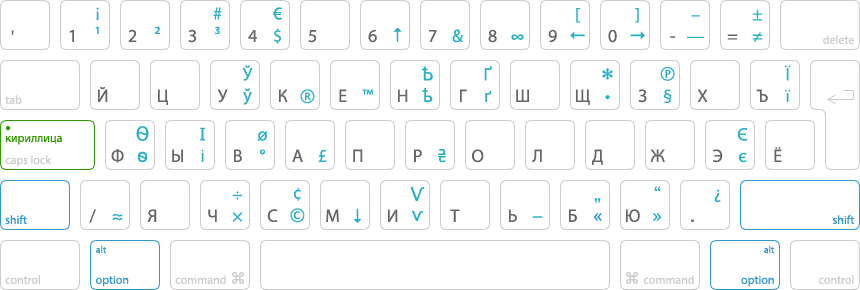 ¡ # € [ ] – ±
' 1 ¹ 2 ² 3 ³ 4 $ 5 6 ↑ 7 & 8 ∞ 9 ← 0 → - — = ≠ delete
Ў Ѣ Ґ ✻ ℗ Ї
tab Й Ц У ў К ® Е ™ Н ѣ Г ґ Ш Щ • З § Х Ъ ї
кириллица Ѳ І ø Є
caps lock Ф ѳ Ы і В ° А £ П Р ₴ О Л Д Ж Э є Ё
÷ ¢ Ѵ „ “ ¿
shift / ≈ Я Ч × С © М ↓ И ѵ Т Ь – Б « Ю » . shift
alt alt
control option command ⌘ ⌘ command option control